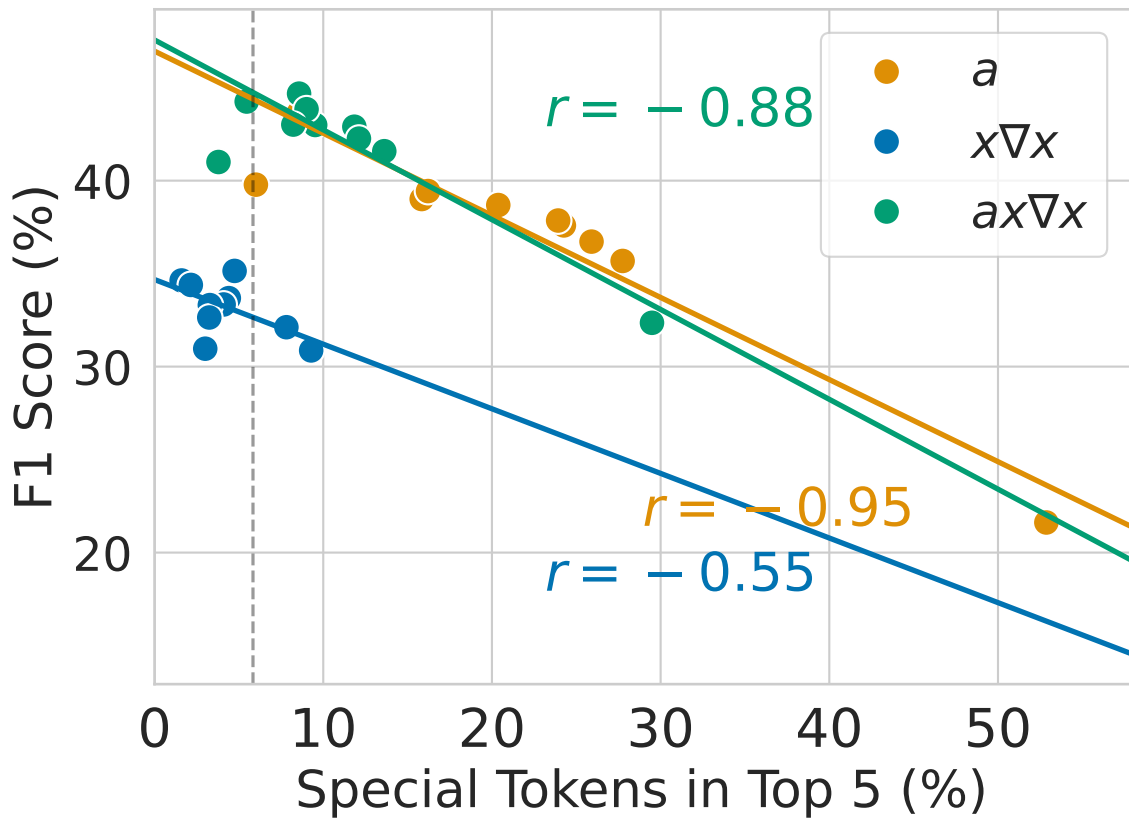 a
x∇x
ax∇x
r = −0.88
r = −0.95
r = −0.55
F1 Score (%)
40
30
20
0 10 20 30 40 50
Special Tokens in Top 5 (%)